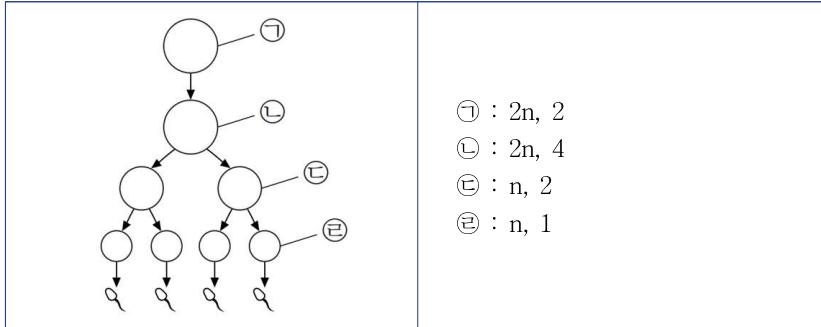 ㉠
㉡
㉢
㉣
㉠ : 2n, 2
㉡ : 2n, 4
㉢ : n, 2
㉣ : n, 1